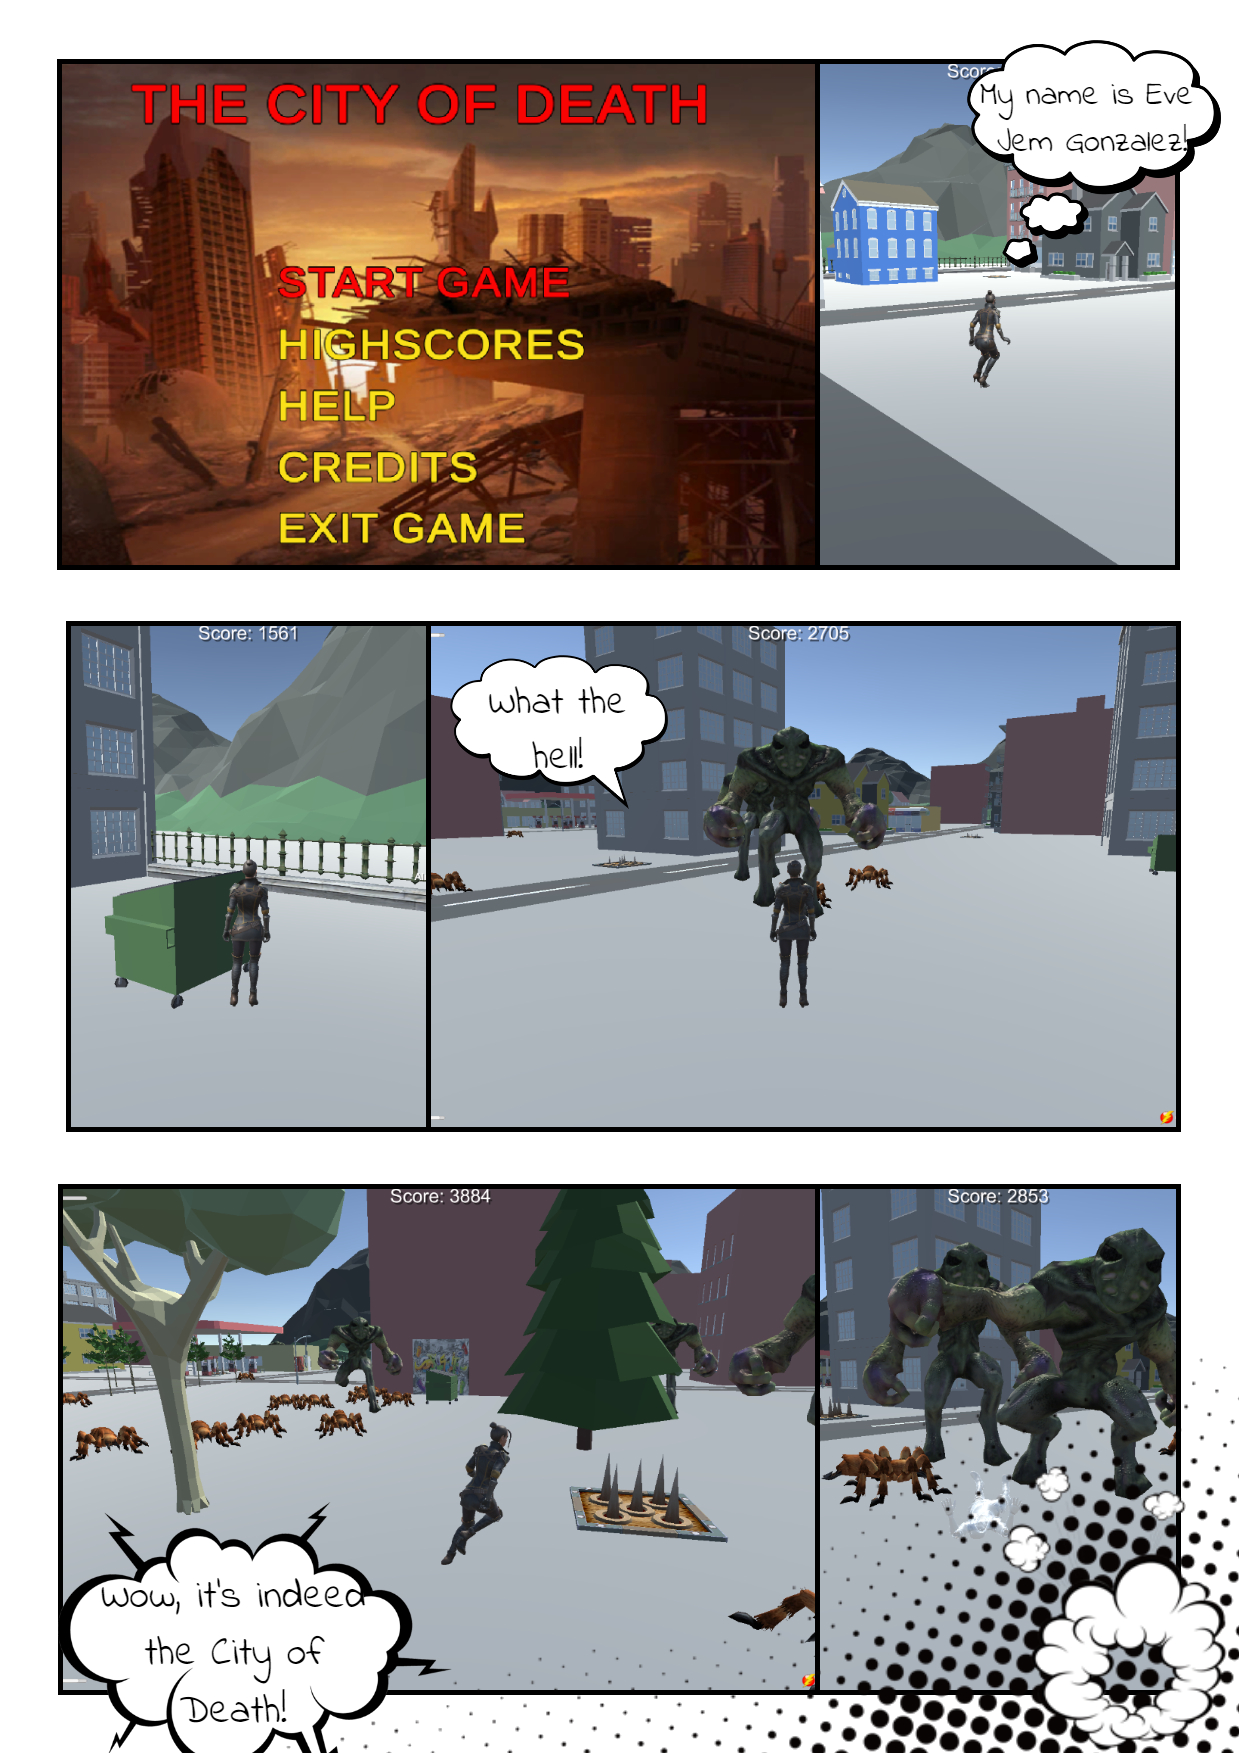 THE CITY OF DEATH
START GAME
HIGHSCORES
HELP
CREDITS
EXIT GAME
My name is Eve
Jem Gonzalez!
Score: 1561
Score: 2705
What the
hell!
Score: 3884
Wow, it's indeed
the City of
Death!
Score: 2853